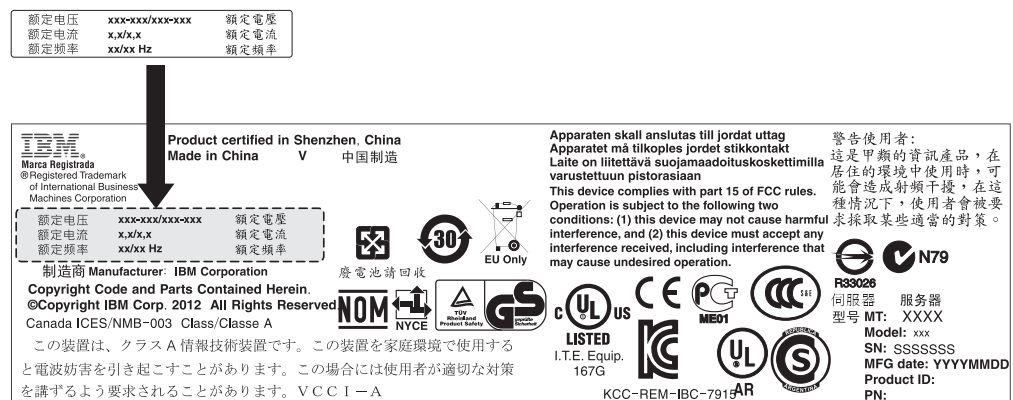 额定电压 xxx-xxx/xxx-xxx 額定電壓
额定电流 x,x/x,x 額定電流
额定频率 xx/xx Hz 額定頻率
IBM®
Marca Registrada
® Registered Trademark
of International Business
Machines Corporation
Product certified in Shenzhen, China
Made in China V 中国制造
额定电压 xxx-xxx/xxx-xxx 額定電壓
额定电流 x,x/x,x 額定電流
额定频率 xx/xx Hz 額定頻率
制造商 Manufacturer: IBM Corporation
Copyright Code and Parts Contained Herein.
©Copyright IBM Corp. 2012 All Rights Reserved
Canada ICES/NMB-003 Class/Classe A
この装置は、クラス A 情報技術装置です。この装置を家庭環境で使用する
と電波妨害を引き起こすことがあります。この場合には使用者が適切な対策
を講ずるよう要求されることがあります。VCCI-A
廢電池請回收
30
EU Only
NOM
NYCE
TÜV
Rheinland
Product Safety
GS
geprüfte
Sicherheit
Apparaten skall anslutas till jordat uttag
Apparatet må tilkoples jordet stikkontakt
Laite on liitettävä suojamaadoituskoskettimilla
varustettuun pistorasiaan
This device complies with part 15 of FCC rules.
Operation is subject to the following two
conditions: (1) this device may not cause harmful
interference, and (2) this device must accept any
interference received, including interference that
may cause undesired operation.
C UL US
LISTED
I.T.E. Equip.
167G
CE
PCT
ME01
CCC
S&E
KCC-REM-IBC-7915
UL
AR
REPUBLICA
S
ARGENTINA
警告使用者:
這是甲類的資訊產品，在
居住的環境中使用時，可
能會造成射頻干擾，在這
種情況下，使用者會被要
求採取某些適當的對策。
R33026
N79
伺服器 服务器
型号 MT: XXXX
Model: xxx
SN: SSSSSSS
MFG date: YYYYMMDD
Product ID:
PN: